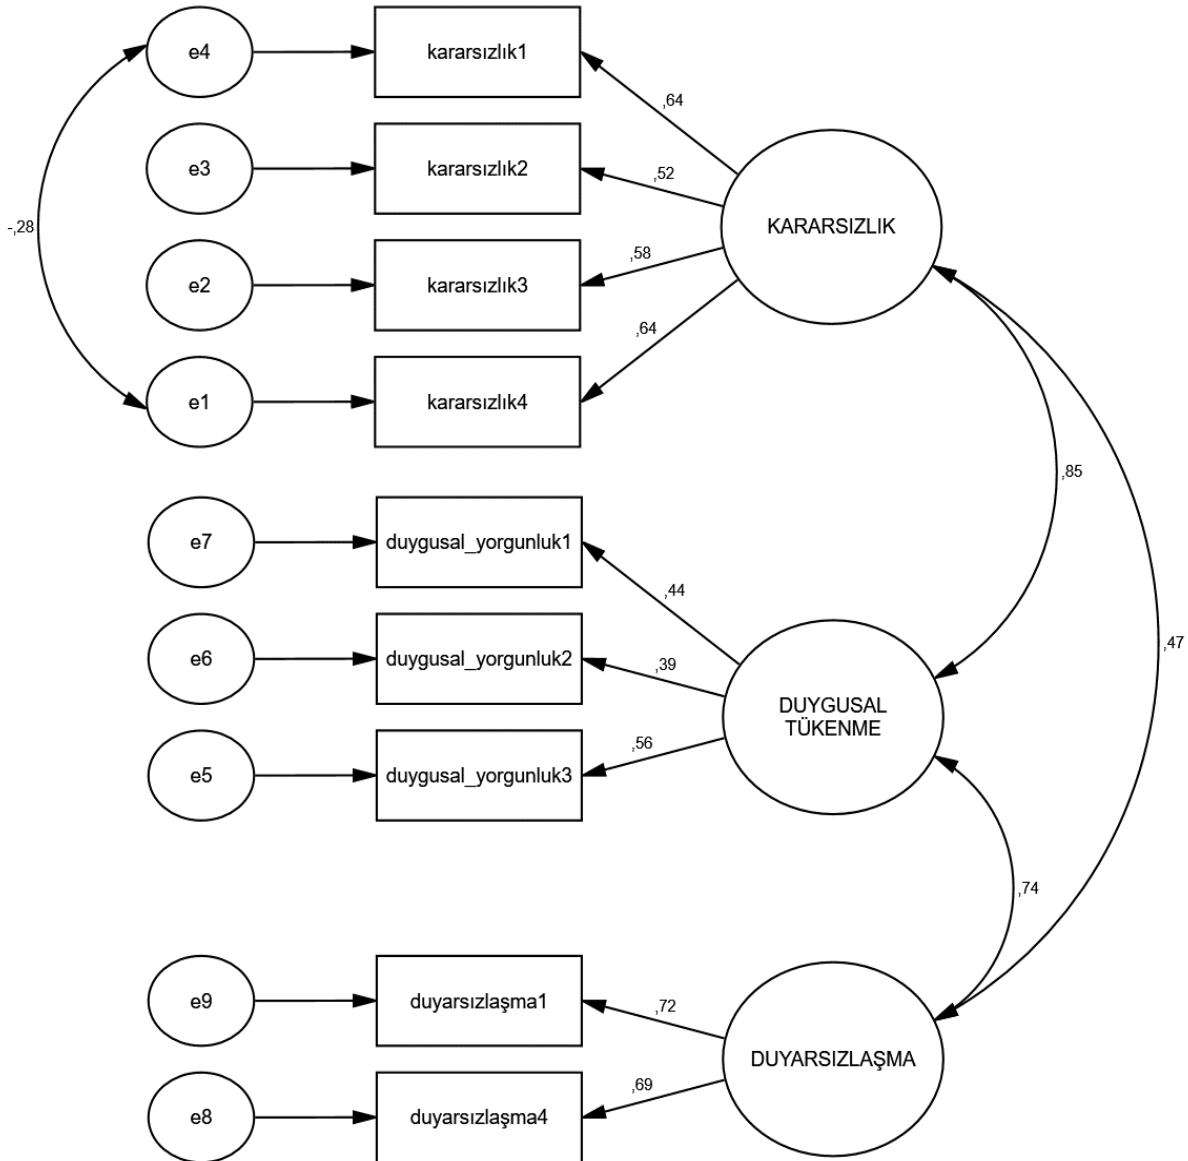 e4
kararsızlık1
,64
e3
kararsızlık2
,52
KARARSIZLIK
-,28
e2
kararsızlık3
,58
e1
kararsızlık4
,64
,85
e7
duygusal_yorgunluk1
,44
e6
duygusal_yorgunluk2
,39
,47
DUYGUSAL
TÜKENME
e5
duygusal_yorgunluk3
,56
,74
e9
duyarsızlaşma1
,72
DUYARSIZLAŞMA
e8
duyarsızlaşma4
,69